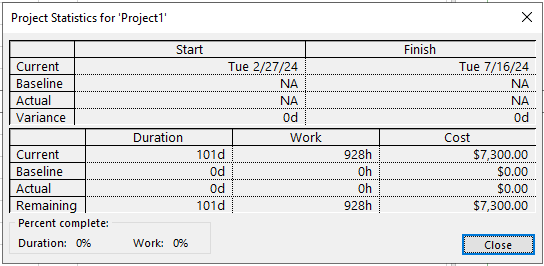 Project Statistics for 'Project1'
Start Finish
Current Tue 2/27/24 Tue 7/16/24
Baseline NA NA
Actual NA NA
Variance 0d 0d
Duration Work Cost
Current 101d 928h $7,300.00
Baseline 0d 0h $0.00
Actual 0d 0h $0.00
Remaining 101d 928h $7,300.00
Percent complete:
Duration: 0% Work: 0% Close